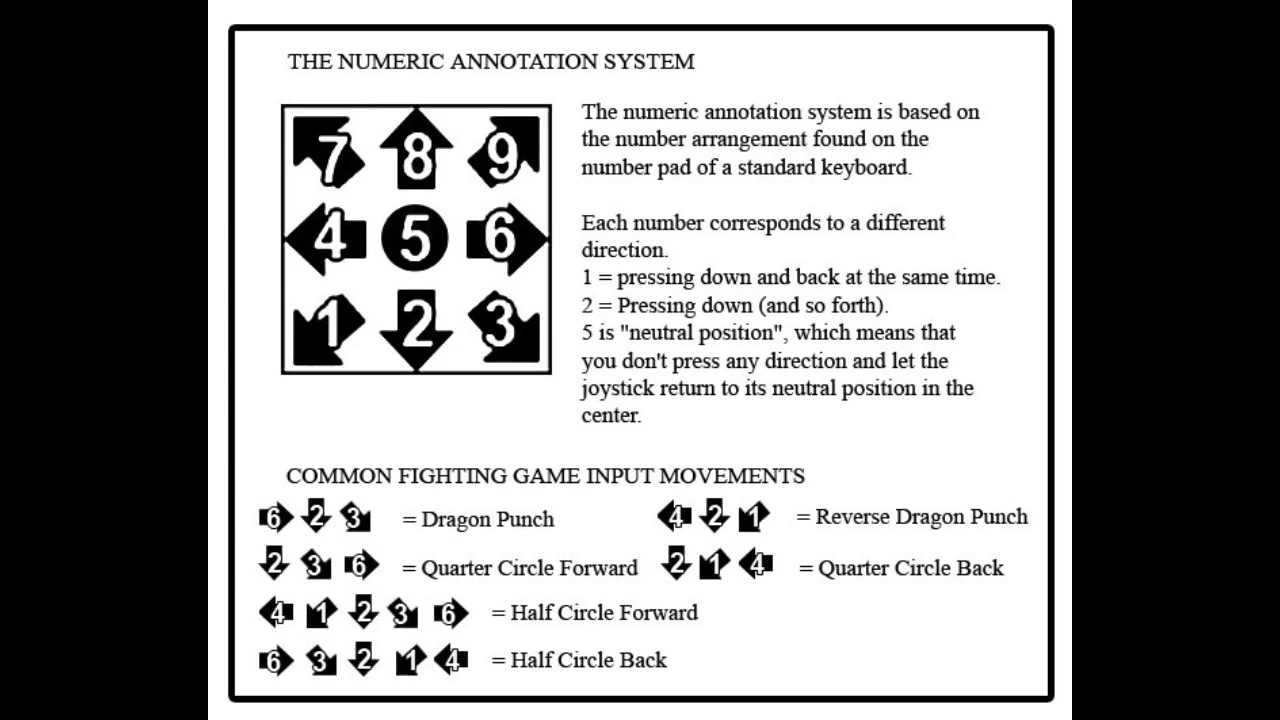 THE NUMERIC ANNOTATION SYSTEM
7 8 9
4 5 6
1 2 3
The numeric annotation system is based on
the number arrangement found on the
number pad of a standard keyboard.
Each number corresponds to a different
direction.
1 = pressing down and back at the same time.
2 = Pressing down (and so forth).
5 is "neutral position", which means that
you don't press any direction and let the
joystick return to its neutral position in the
center.
COMMON FIGHTING GAME INPUT MOVEMENTS
6 2 3 = Dragon Punch
4 2 1 = Reverse Dragon Punch
2 3 6 = Quarter Circle Forward
2 1 4 = Quarter Circle Back
4 1 2 3 6 = Half Circle Forward
6 3 2 1 4 = Half Circle Back